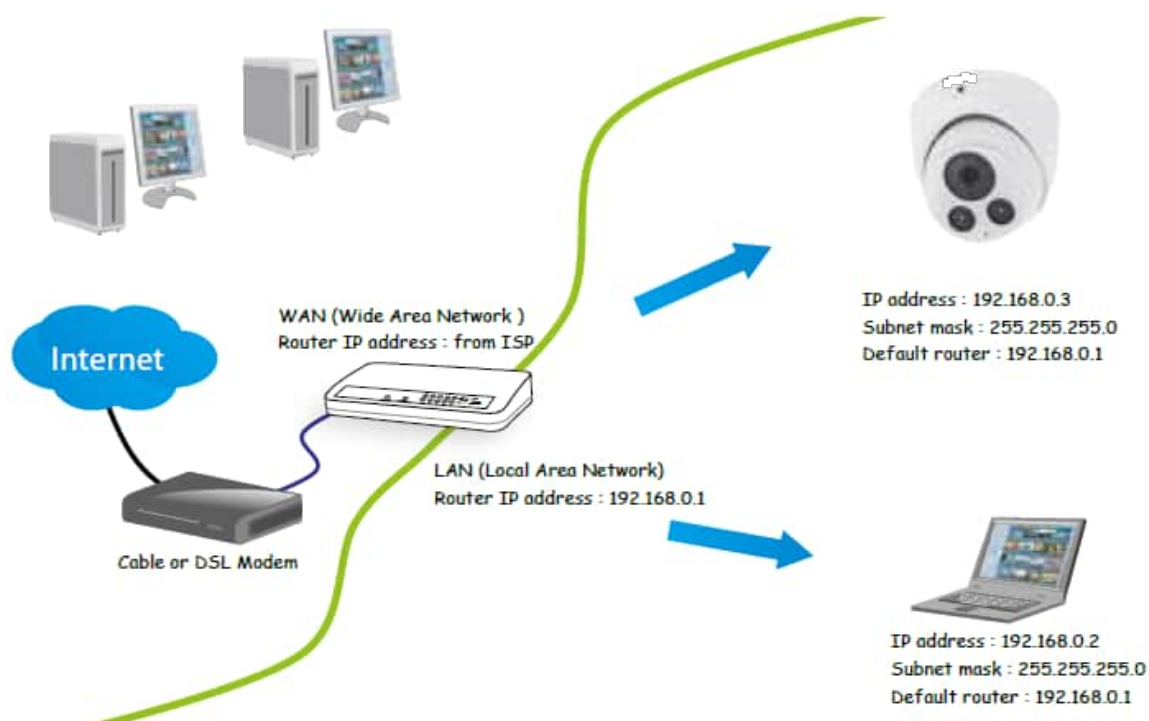 WAN (Wide Area Network )
Router IP address : from ISP
Internet
LAN (Local Area Network)
Router IP address : 192.168.0.1
Cable or DSL Modem
IP address : 192.168.0.3
Subnet mask : 255.255.255.0
Default router : 192.168.0.1
IP address : 192.168.0.2
Subnet mask : 255.255.255.0
Default router : 192.168.0.1